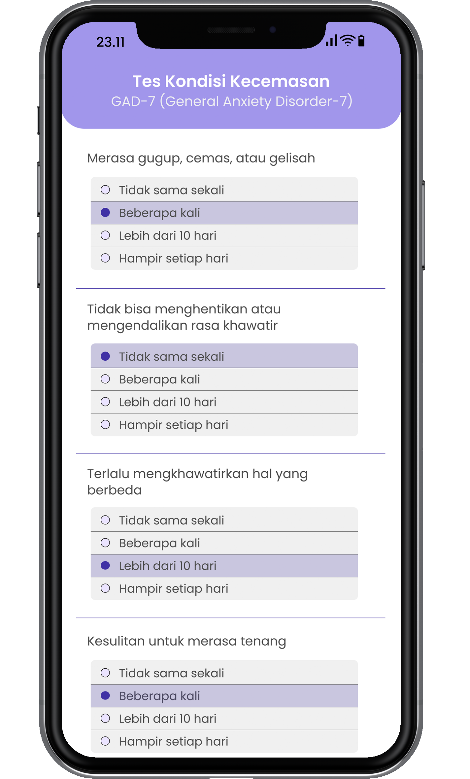 23.11
Tes Kondisi Kecemasan
GAD-7 (General Anxiety Disorder-7)
Merasa gugup, cemas, atau gelisah
Tidak sama sekali
Beberapa kali
Lebih dari 10 hari
Hampir setiap hari
Tidak bisa menghentikan atau
mengendalikan rasa khawatir
Tidak sama sekali
Beberapa kali
Lebih dari 10 hari
Hampir setiap hari
Terlalu mengkhawatirkan hal yang
berbeda
Tidak sama sekali
Beberapa kali
Lebih dari 10 hari
Hampir setiap hari
Kesulitan untuk merasa tenang
Tidak sama sekali
Beberapa kali
Lebih dari 10 hari
Hampir setiap hari